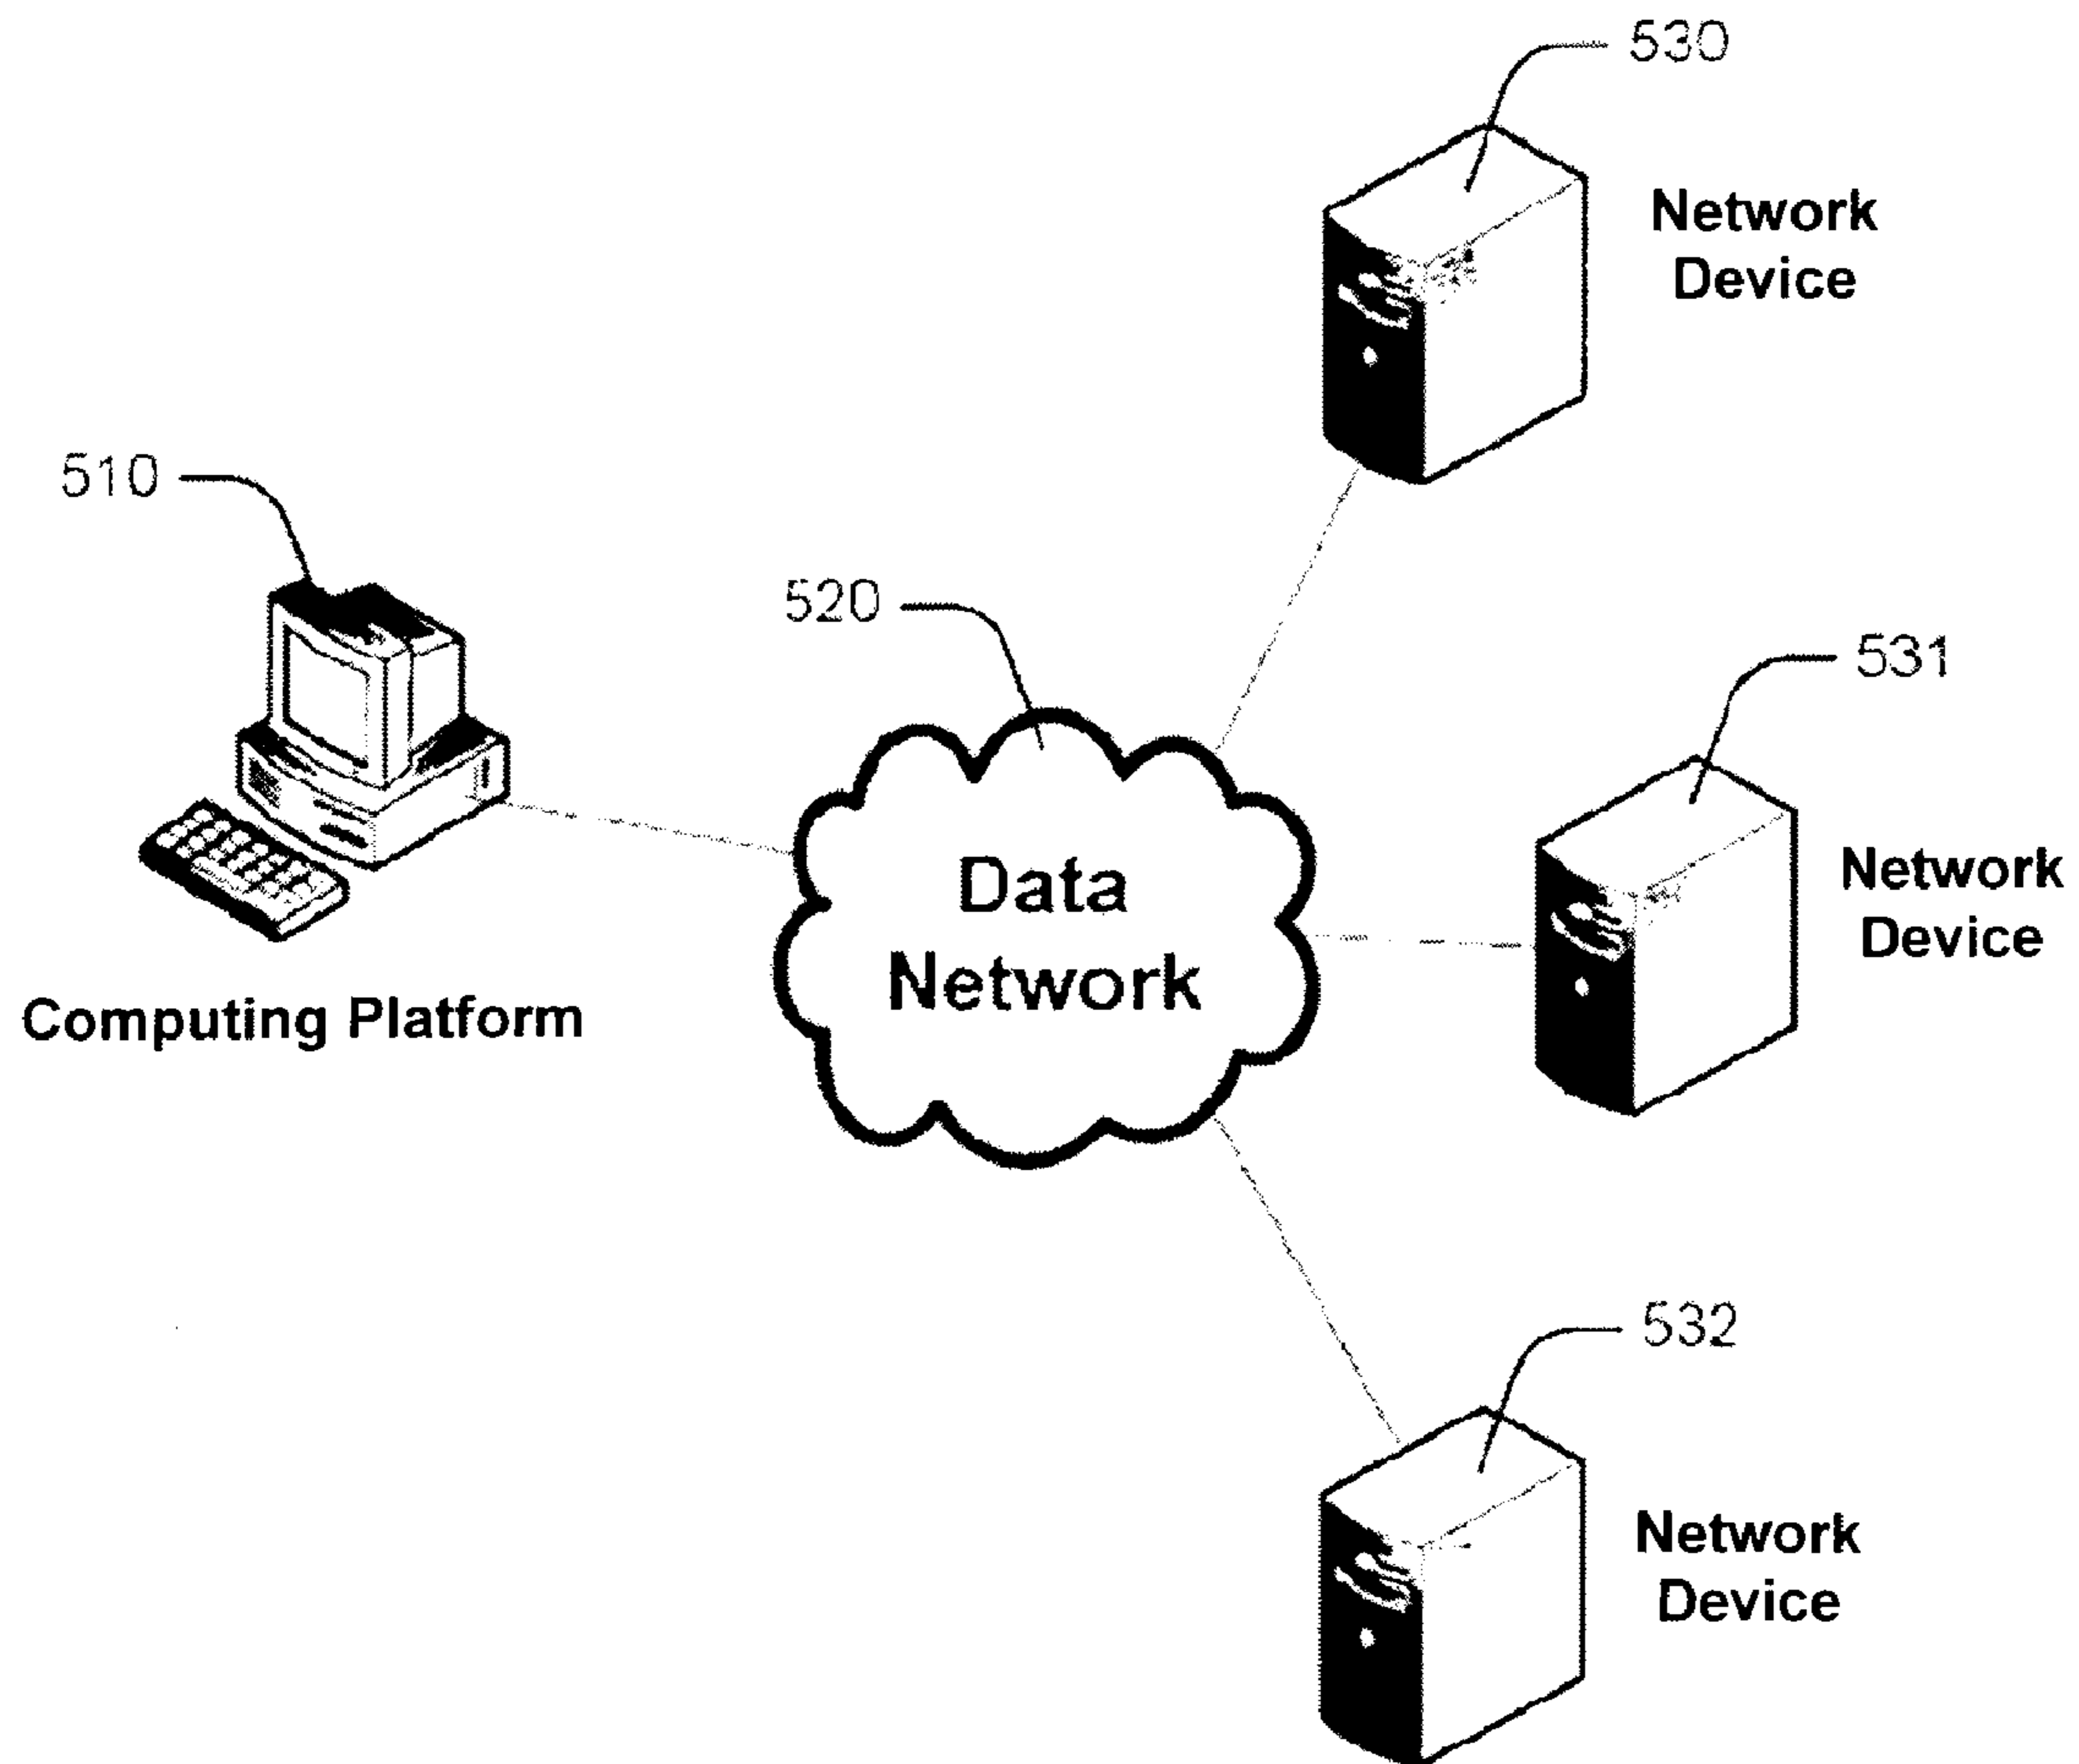 530
Network
Device
510
520
531
Data
Network
Network
Device
Computing Platform
532
Network
Device